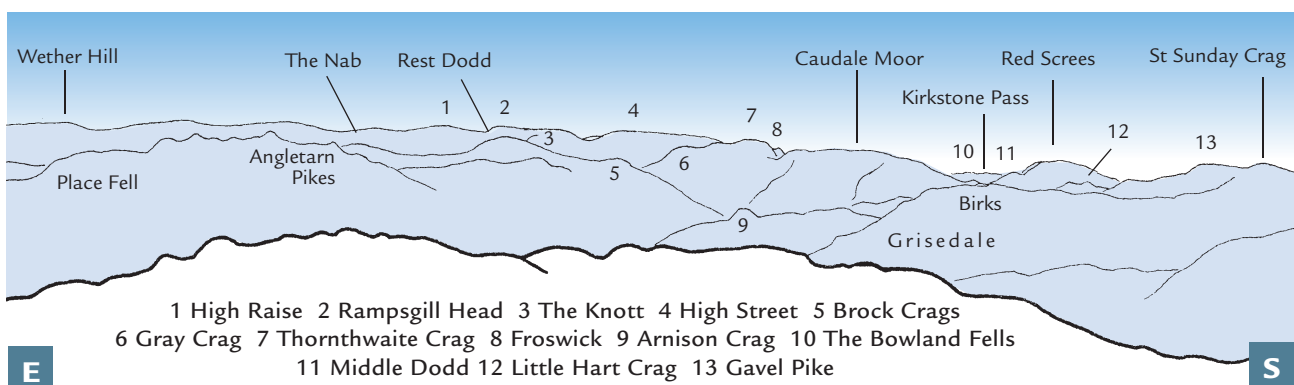 Wether Hill
The Nab
Rest Dodd
Caudale Moor
Red Screes
St Sunday Crag
Kirkstone Pass
1
2
4
7
3
8
6
5
9
10
11
12
13
Angletarn
Pikes
Place Fell
Birks
Grisedale
1 High Raise 2 Rampsgill Head 3 The Knott 4 High Street 5 Brock Crags
6 Gray Crag 7 Thornthwaite Crag 8 Froswick 9 Arnison Crag 10 The Bowland Fells
11 Middle Dodd 12 Little Hart Crag 13 Gavel Pike
E
S